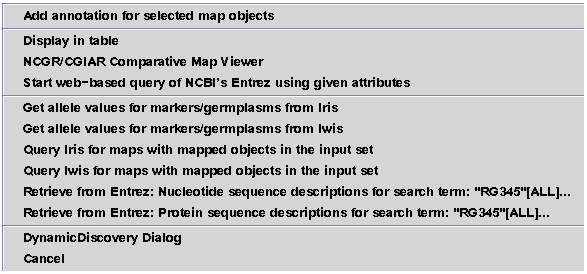 Add annotation for selected map objects
Display in table
NCGR/CGIAR Comparative Map Viewer
Start web-based query of NCBI's Entrez using given attributes
Get allele values for markers/germplasms from Iris
Get allele values for markers/germplasms from Iwis
Query Iris for maps with mapped objects in the input set
Query Iwis for maps with mapped objects in the input set
Retrieve from Entrez: Nucleotide sequence descriptions for search term: "RG345"[ALL]...
Retrieve from Entrez: Protein sequence descriptions for search term: "RG345"[ALL]...
DynamicDiscovery Dialog
Cancel